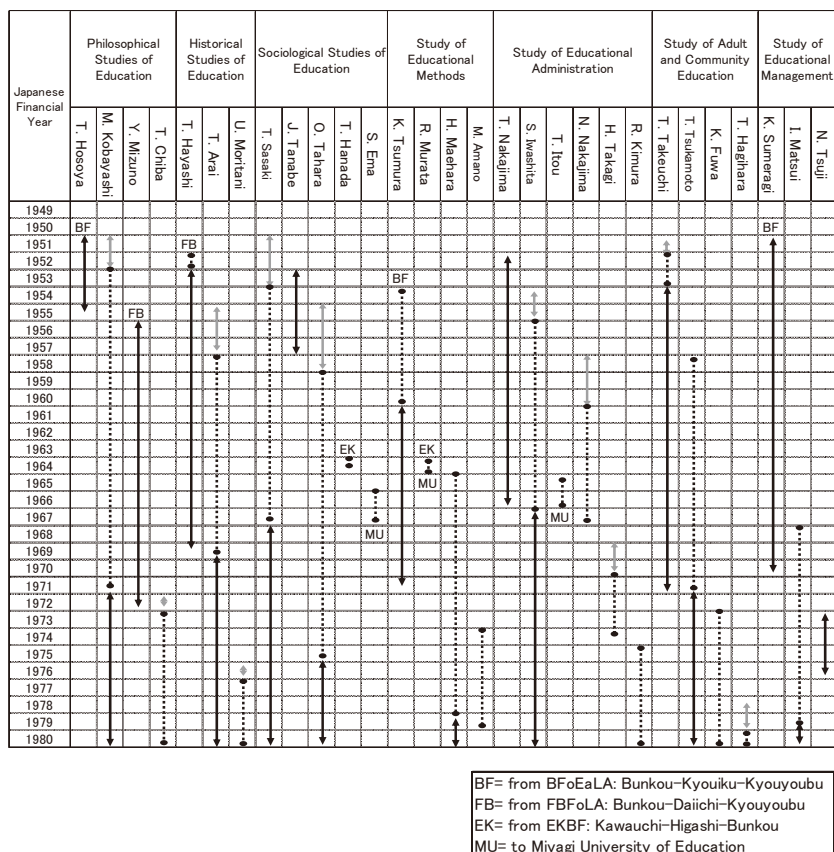 Japanese
Financial
Year
Philosophical
Studies of
Education
Historical
Studies of
Education
Sociological Studies of
Education
Study of
Educational
Methods
Study of Educational
Administration
Study of Adult
and Community
Education
Study of
Educational
Management
T. Hosoya
M. Kobayashi
Y. Mizuno
T. Chiba
T. Hayashi
T. Arai
U. Moritani
T. Sasaki
J. Tanabe
O. Tahara
T. Hanada
S. Ema
K. Tsumura
R. Murata
H. Maehara
M. Amano
T. Nakajima
S. Iwashita
T. Itou
N. Nakajima
H. Takagi
R. Kimura
T. Takeuchi
T. Tsukamoto
K. Fuwa
T. Hagihara
K. Sumeragi
I. Matsui
N. Tsuji
1949
1950 BF BF
1951 FB
1952
1953 BF
1954
1955 FB
1956
1957
1958
1959
1960
1961
1962
1963 EK EK
1964 MU
1965
1966 MU
1967
1968 MU
1969
1970
1971
1972
1973
1974
1975
1976
1977
1978
1979
1980
BF= from BFoEaLA: Bunkou-Kyouiku-Kyouyoubu
FB= from FBFoLA: Bunkou-Daiichi-Kyouyoubu
EK= from EKBF: Kawauchi-Higashi-Bunkou
MU= to Miyagi University of Education